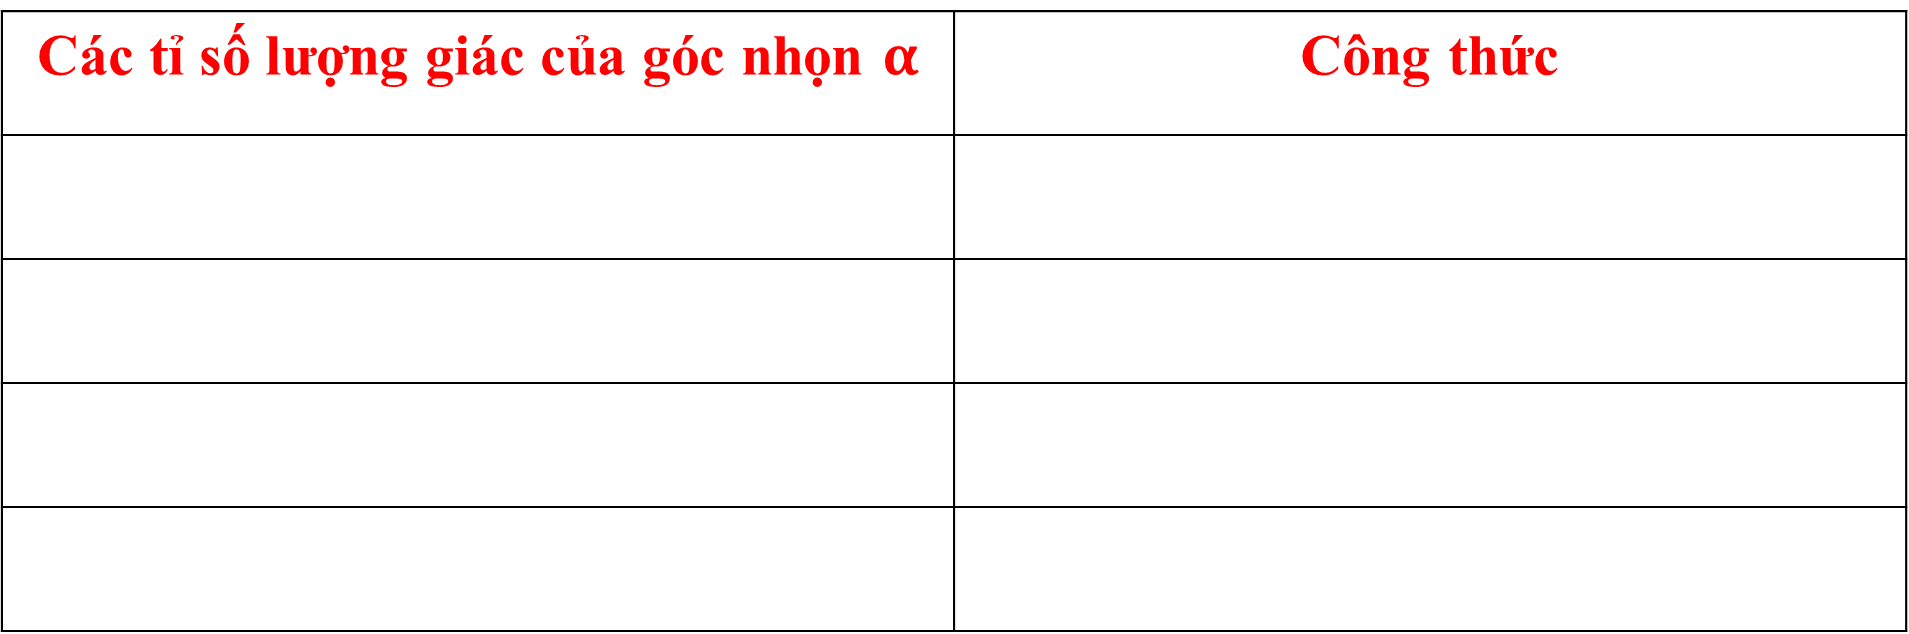 Các tỉ số lượng giác của góc nhọn α
Công thức